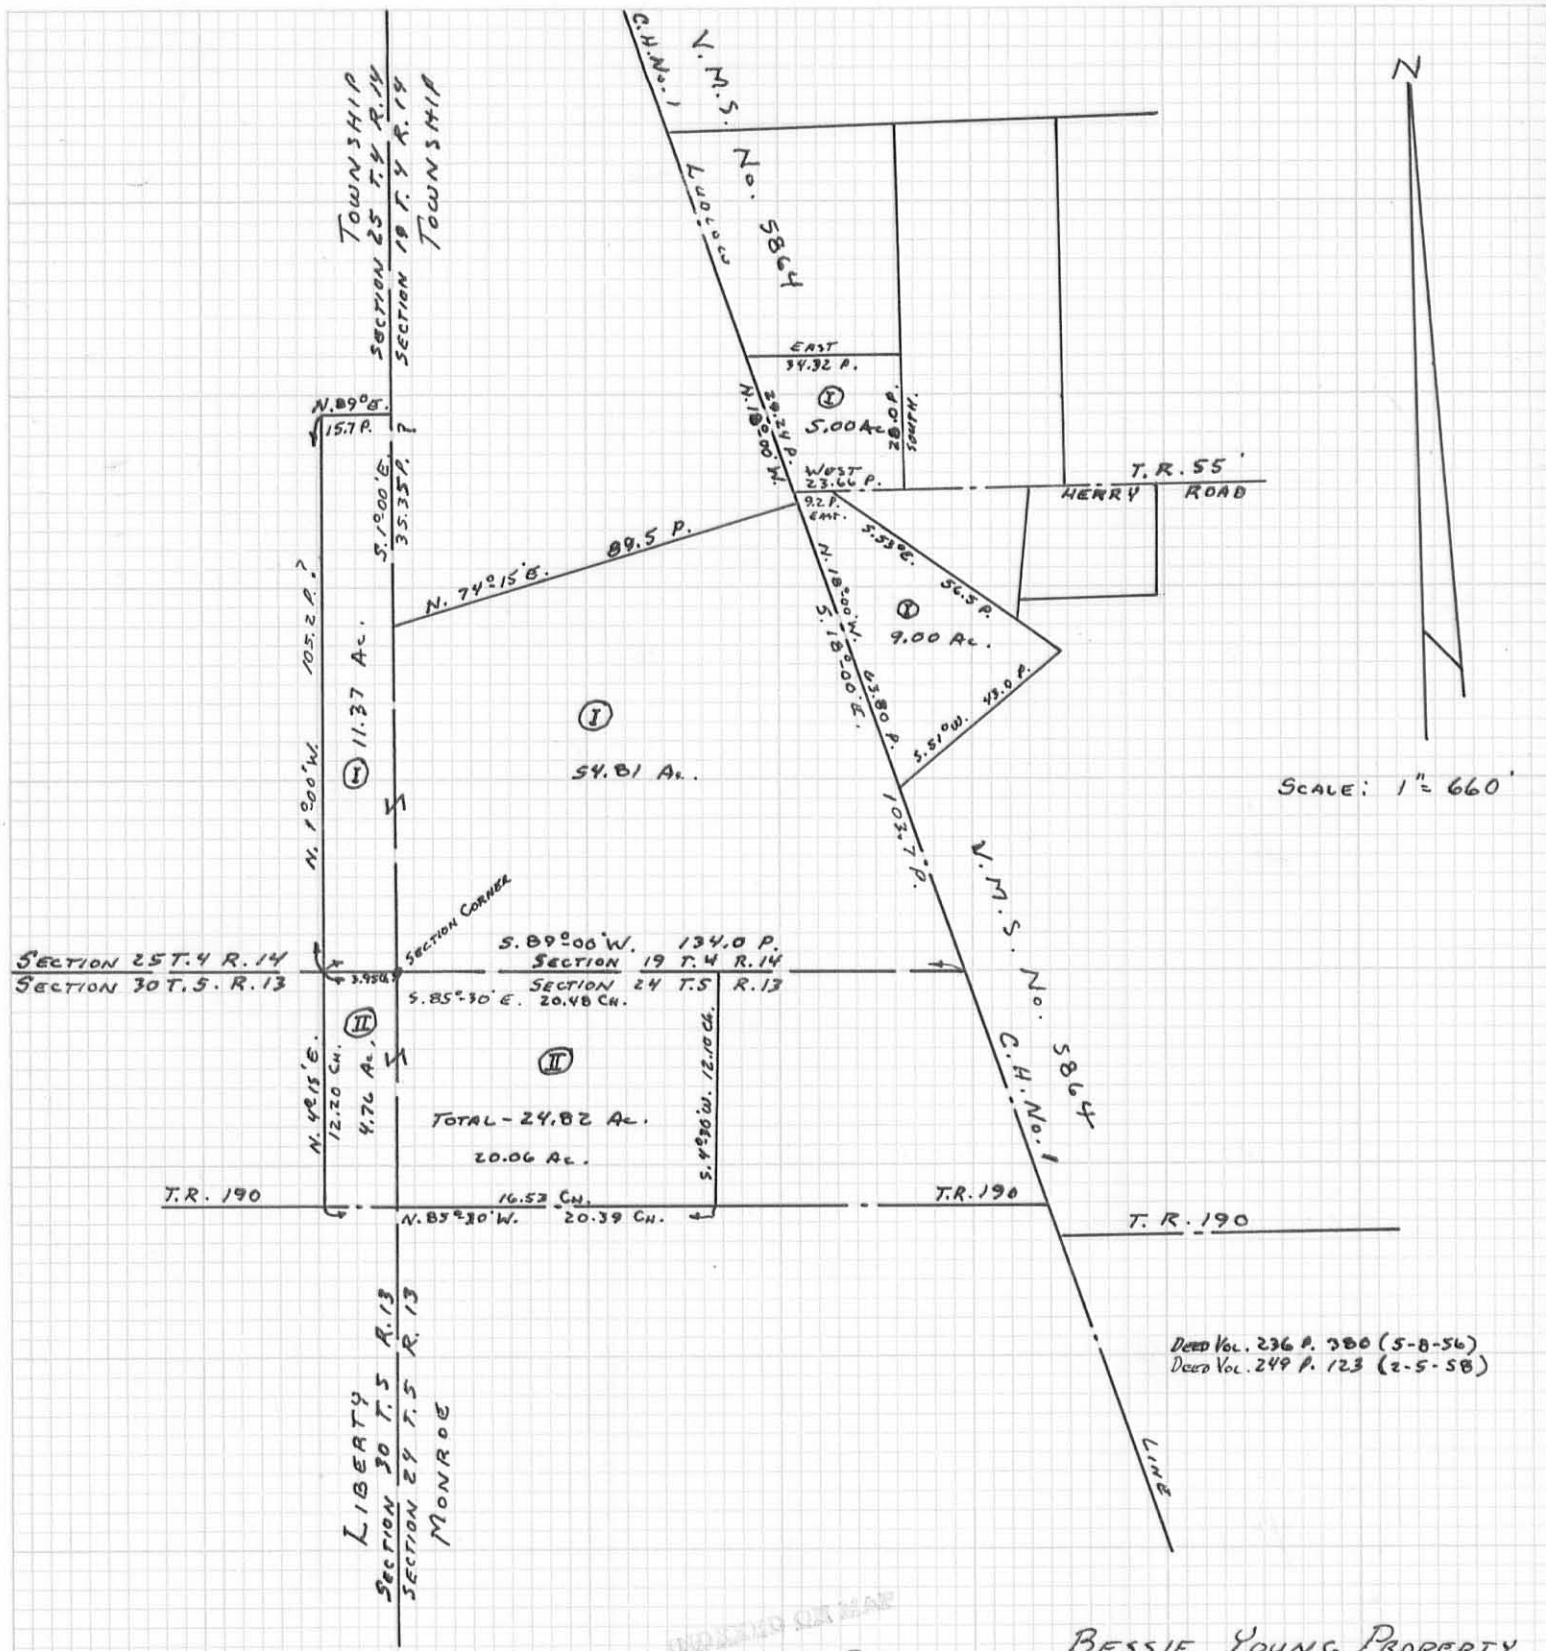 TOWNSHIP
SECTION 25 T.4 R.14
SECTION 19 T.4 R.14
TOWNSHIP
C.H.No.1
V.M.S. No. 5864
LUDLOW
N
EAST
34.32 P.
I
5.00 Ac.
28.0 P.
SOUTH.
29.24 P.
N.18°00'W.
WEST
23.66 P.
T.R. 55
HENRY ROAD
9.2 P.
EAST.
N.89°E.
15.7 P.
S.1°00'E.
35.35 P. ?
N. 74°15'E. 89.5 P.
S.53°E. 56.5 P.
I
9.00 Ac.
S.51°W. 43.0 P.
N.18°00'W. 63.80 P.
S.18°00'E. 103.7 P.
N. 1°00'W. 105.2 P.?
I 11.37 Ac.
I
54.81 Ac.
SCALE: 1"=660'
V.M.S. No. 5864
C.H.No.1
SECTION CORNER
SECTION 25 T.4 R.14
SECTION 30 T.5. R.13
S.89°00'W. 134.0 P.
SECTION 19 T.4 R.14
SECTION 24 T.5 R.13
S.85°-30'E. 20.48 CH.
N. 4°15'E.
12.20 CH.
II
4.76 Ac.
II
TOTAL - 24.82 Ac.
20.06 Ac.
S.4°30'W. 12.10 CH.
T.R. 190
16.53 CH.
N.85°30'W. 20.39 CH.
T.R.190
T.R.190
LIBERTY
SECTION 30 T.5 R.13
SECTION 24 T.5 R.13
MONROE
DEED VOL. 236 P. 380 (5-8-56)
DEED VOL. 249 P. 123 (2-5-58)
LINE
BESSIE YOUNG PROPERTY